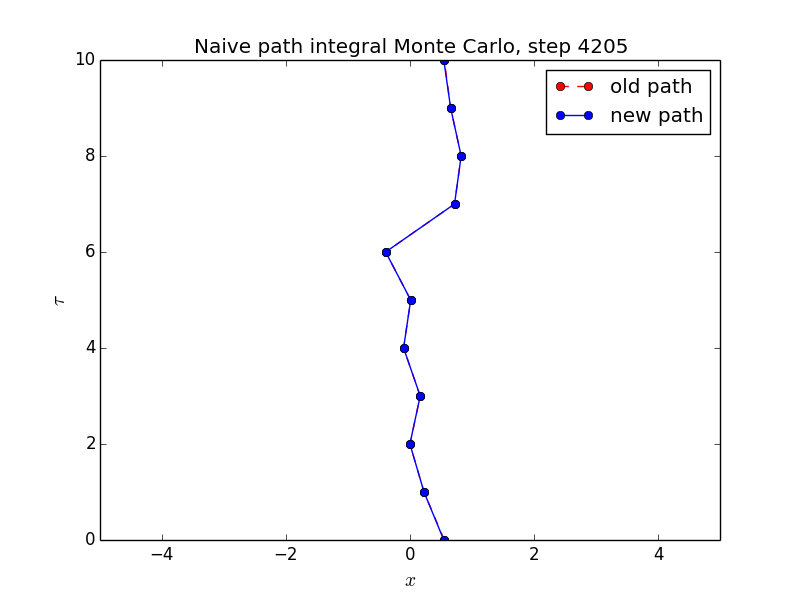 Naive path integral Monte Carlo, step 4205
10
8
6
4
2
0
τ
old path
new path
−4
−2
0
2
4
x